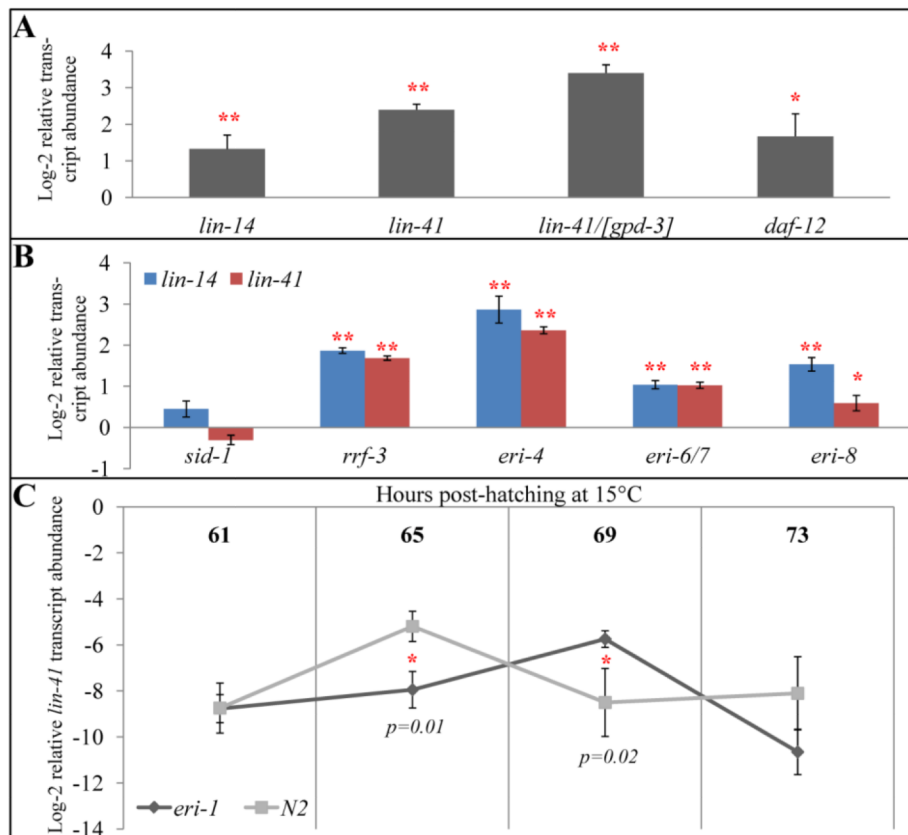 A
Log-2 relative trans-
cript abundance
4
3
2
1
0
**
**
**
*
lin-14
lin-41
lin-41/[gpd-3]
daf-12
B
Log-2 relative trans-
cript abundance
lin-14
lin-41
4
3
2
1
0
-1
**
**
**
**
**
**
**
*
sid-1
rrf-3
eri-4
eri-6/7
eri-8
C
Log-2 relative lin-41 transcript abundance
Hours post-hatching at 15°C
0
-2
-4
-6
-8
-10
-12
-14
61
65
69
73
*
*
p=0.01
p=0.02
eri-1
N2